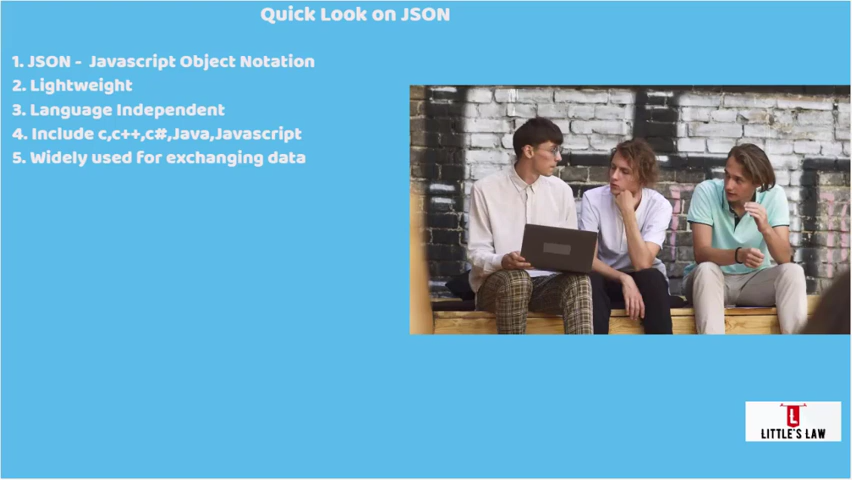 Quick Look on JSON
1. JSON - Javascript Object Notation
2. Lightweight
3. Language Independent
4. Include c,c++,c#,Java,Javascript
5. Widely used for exchanging data
L
LITTLE'S LAW